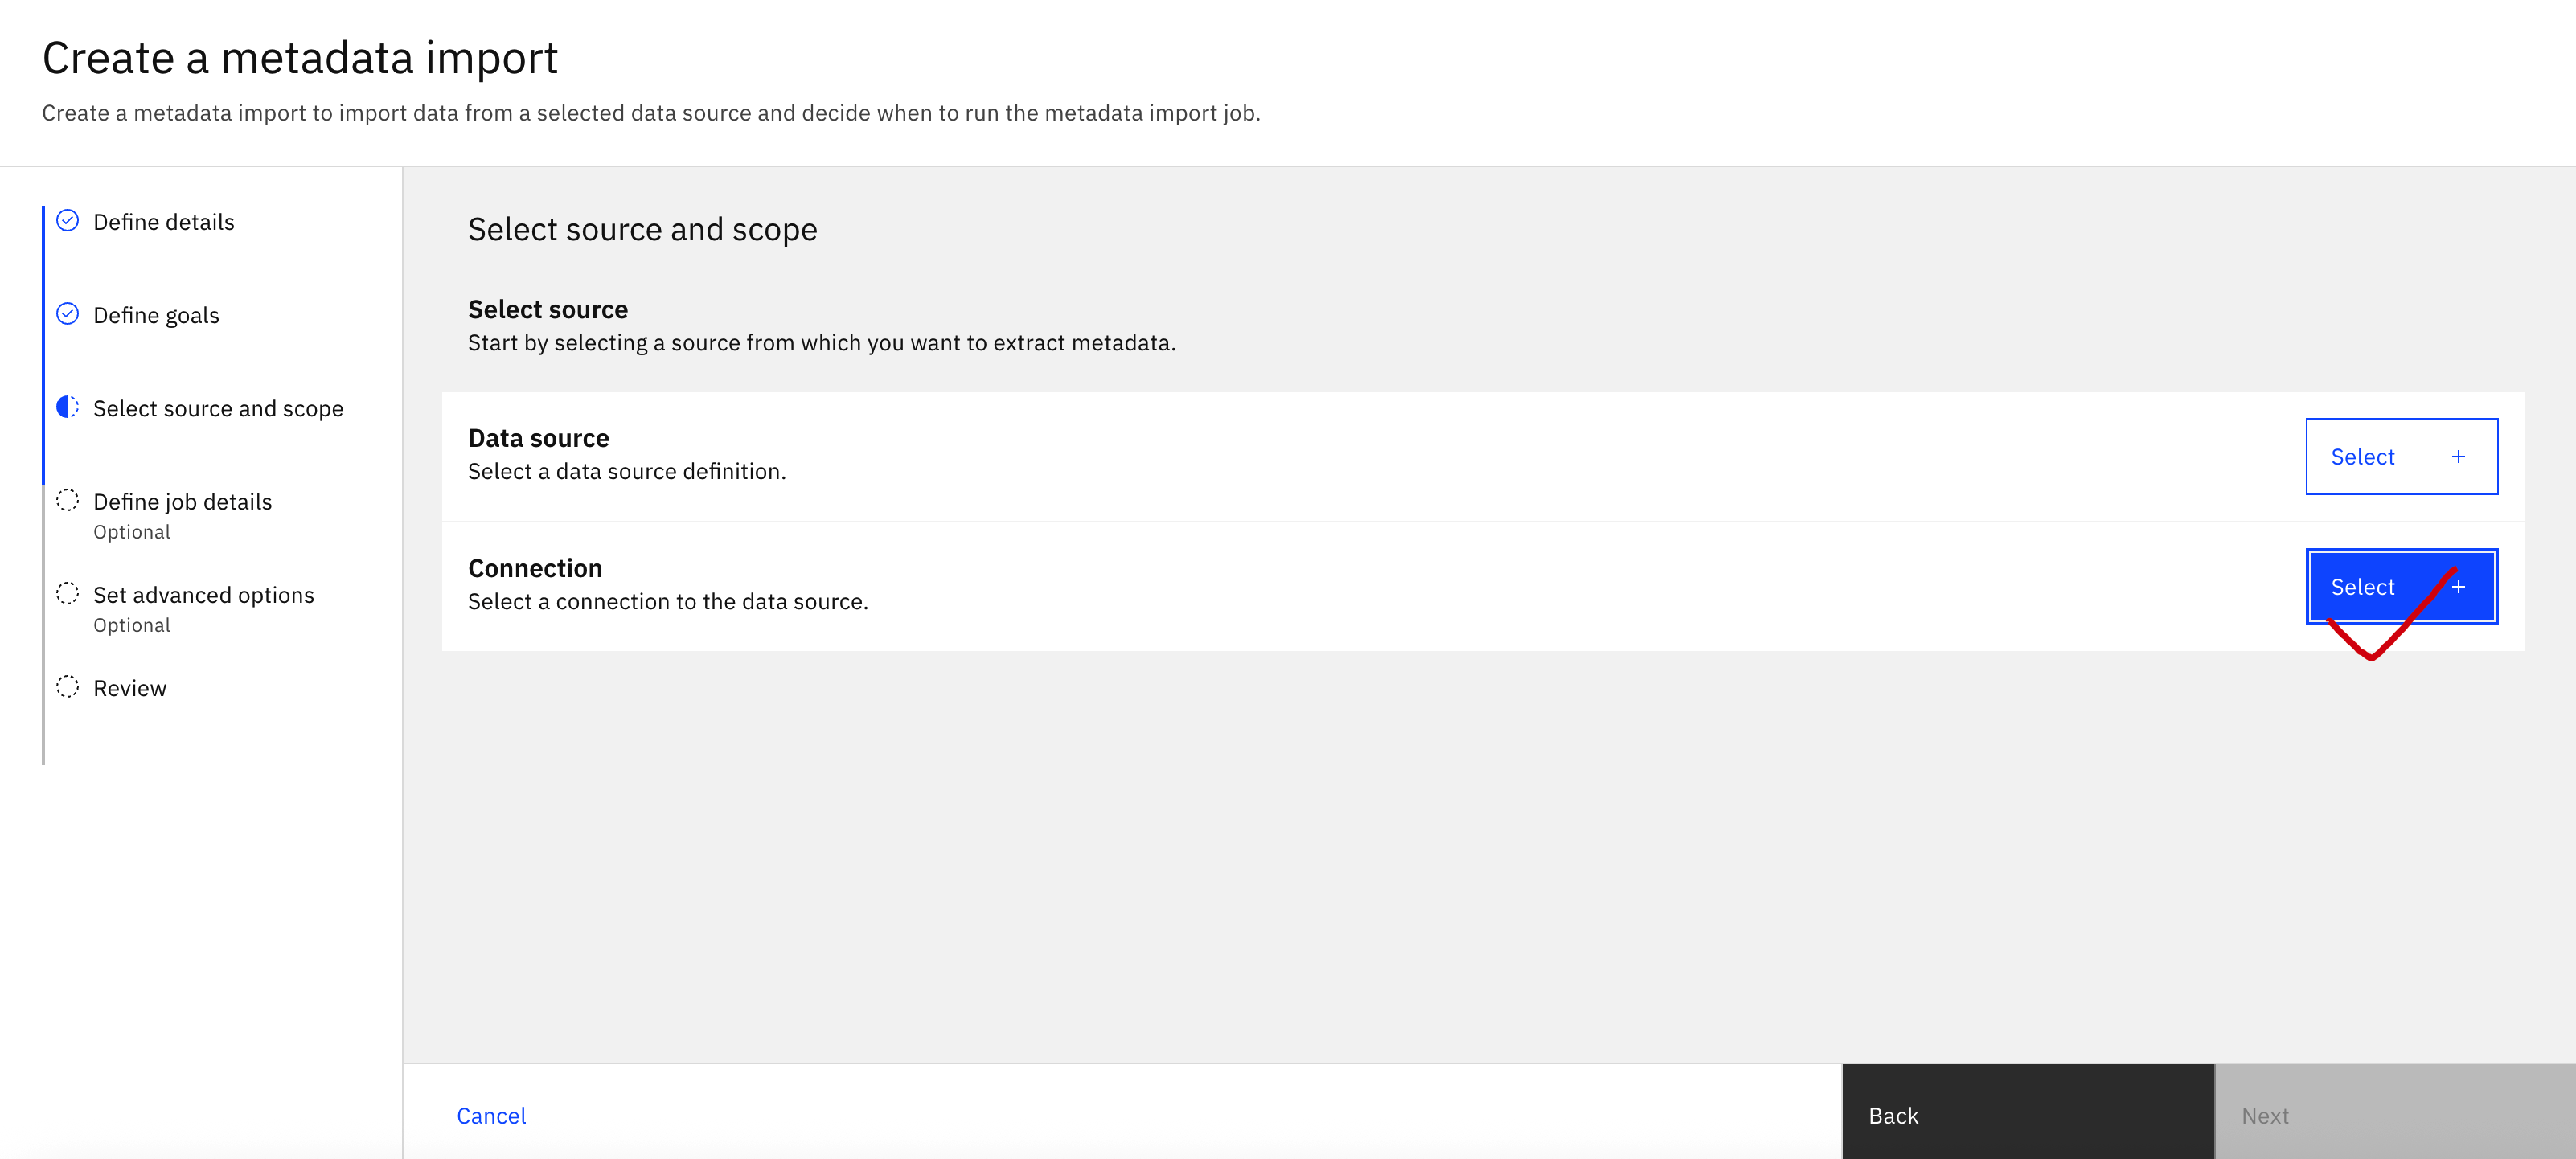 Create a metadata import
Create a metadata import to import data from a selected data source and decide when to run the metadata import job.
Define details
Define goals
Select source and scope
Define job details
Optional
Set advanced options
Optional
Review
Select source and scope
Select source
Start by selecting a source from which you want to extract metadata.
Data source
Select a data source definition.
Select +
Connection
Select a connection to the data source.
Select +
Cancel
Back
Next